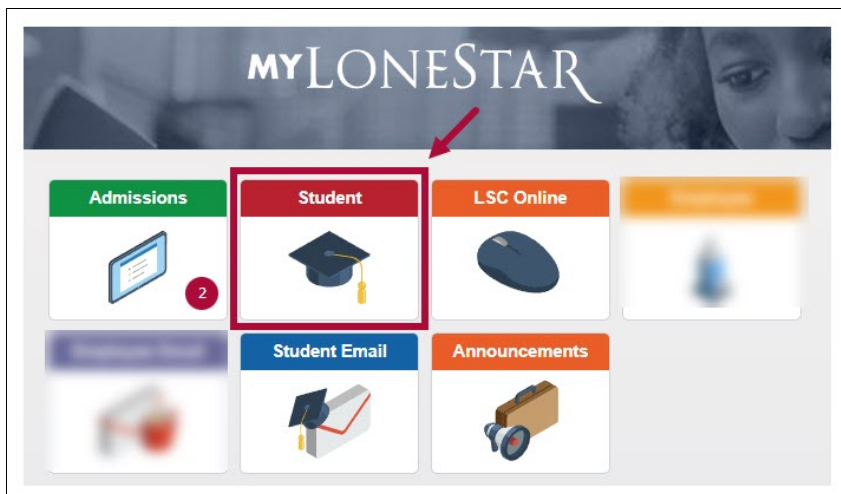 MYLONESTAR
Admissions
Student
LSC Online
2
Student Email
Announcements